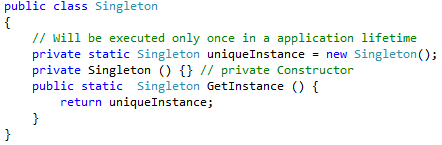 public class Singleton
{
    // Will be executed only once in a application lifetime
    private static Singleton uniqueInstance = new Singleton();
    private Singleton () {} // private Constructor
    public static  Singleton GetInstance () {
        return uniqueInstance;
    }
}